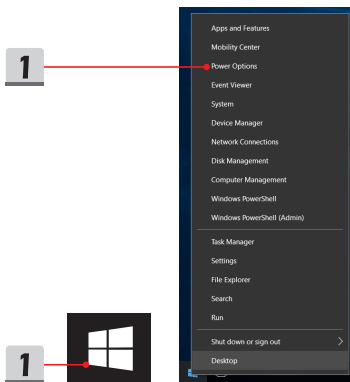 Apps and Features
Mobility Center
1
Power Options
Event Viewer
System
Device Manager
Network Connections
Disk Management
Computer Management
Windows PowerShell
Windows PowerShell (Admin)
Task Manager
Settings
File Explorer
Search
Run
Shut down or sign out
1
Desktop